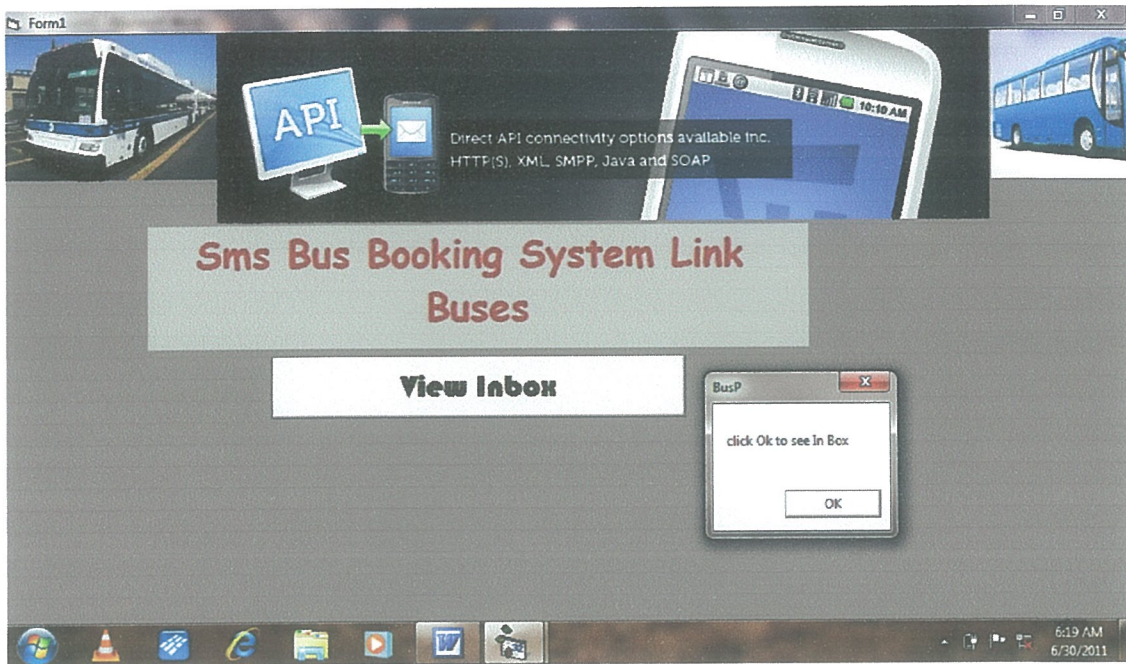 Form1
API
10:10 AM
Direct API connectivity options available inc.
HTTP(S), XML, SMPP, Java and SOAP
Sms Bus Booking System Link
Buses
View Inbox
BusP
click Ok to see In Box
OK
6:19 AM
6/30/2011